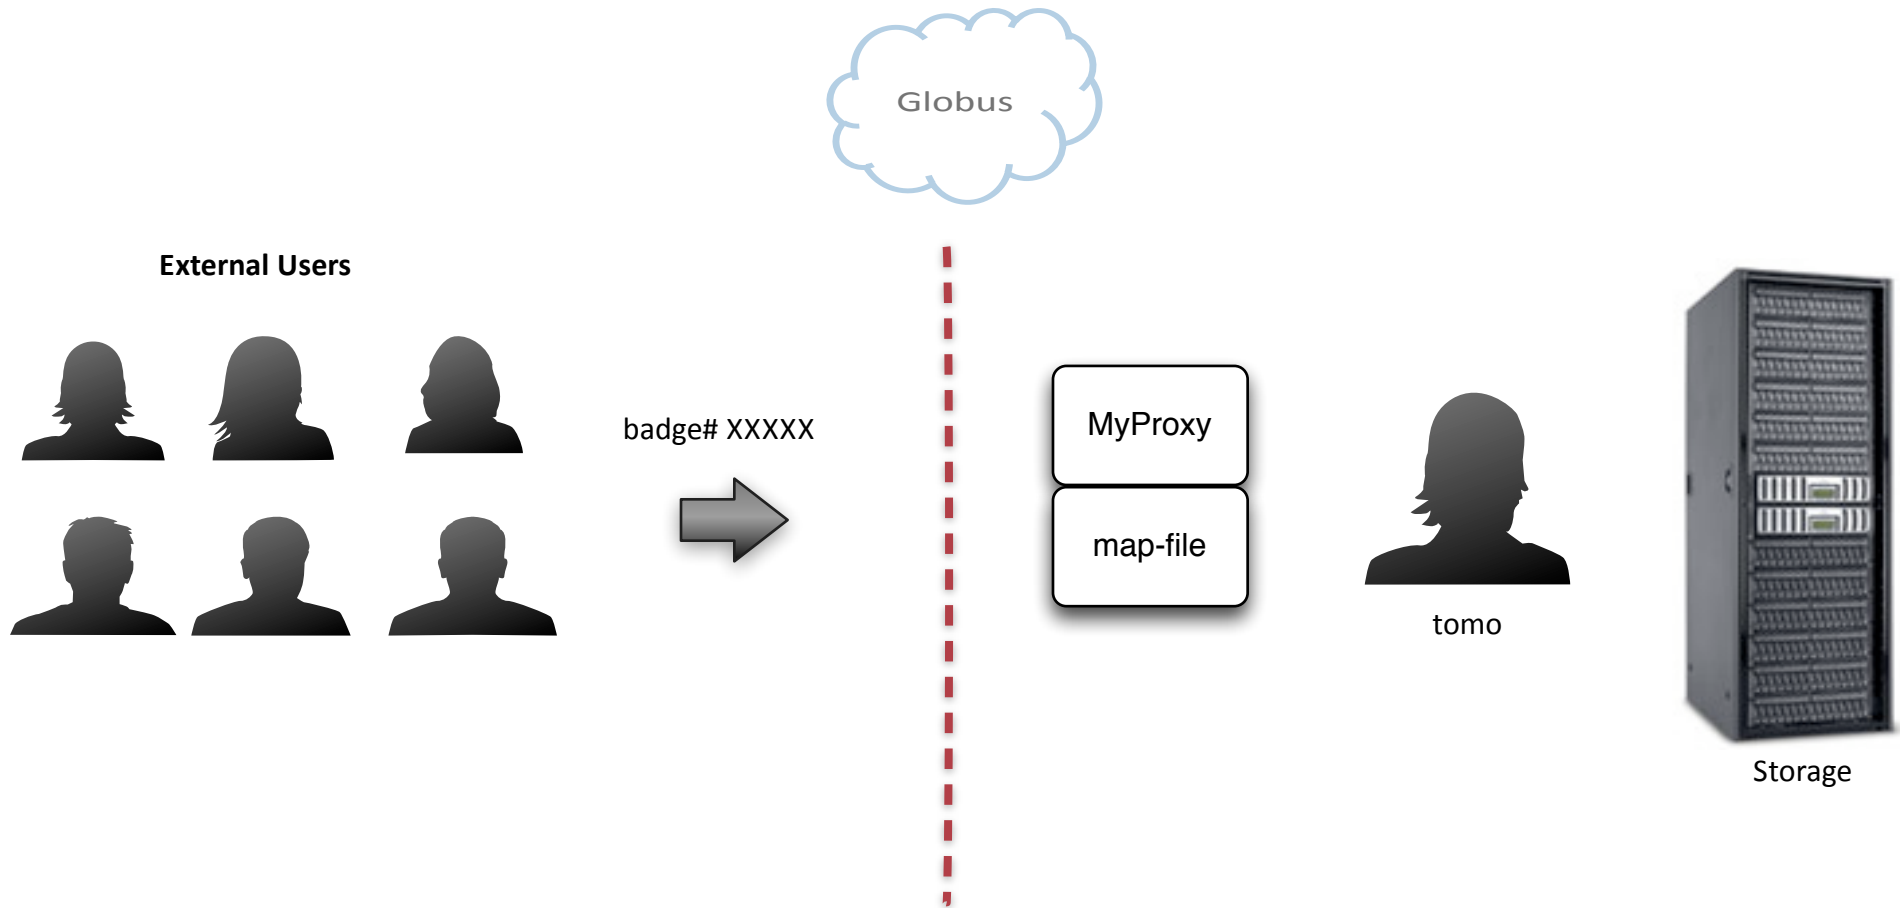 Globus
External Users
badge# XXXXX
MyProxy
map-file
tomo
Storage